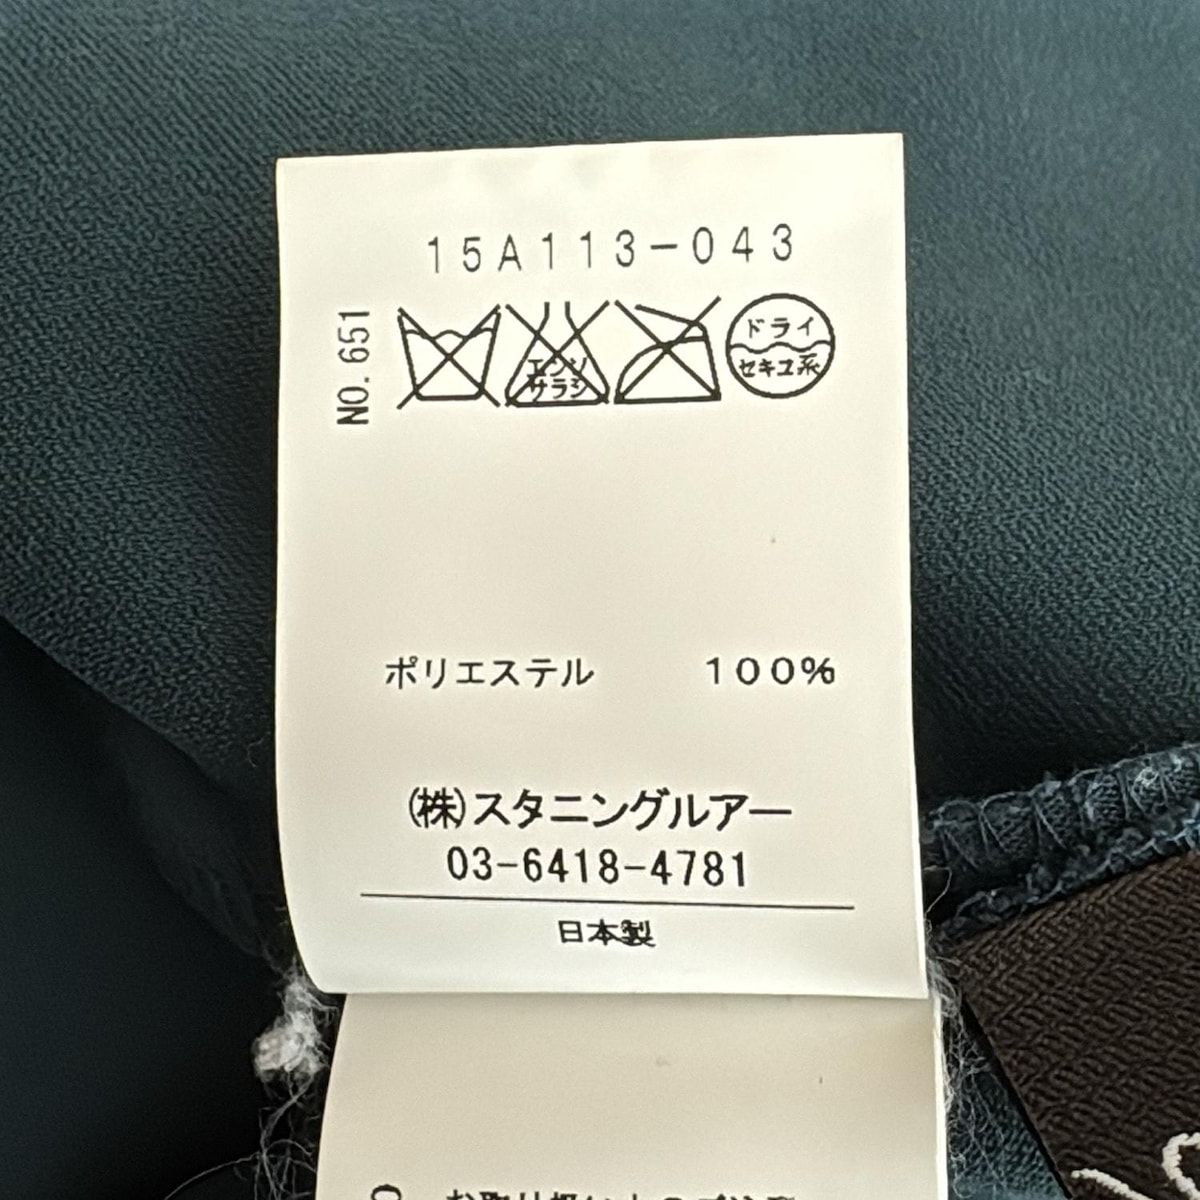 15A113-043
NO.651
エンソ
サラシ
ドライ
セキユ系
ポリエステル 100%
(株)スタニングルアー
03-6418-4781
日本製